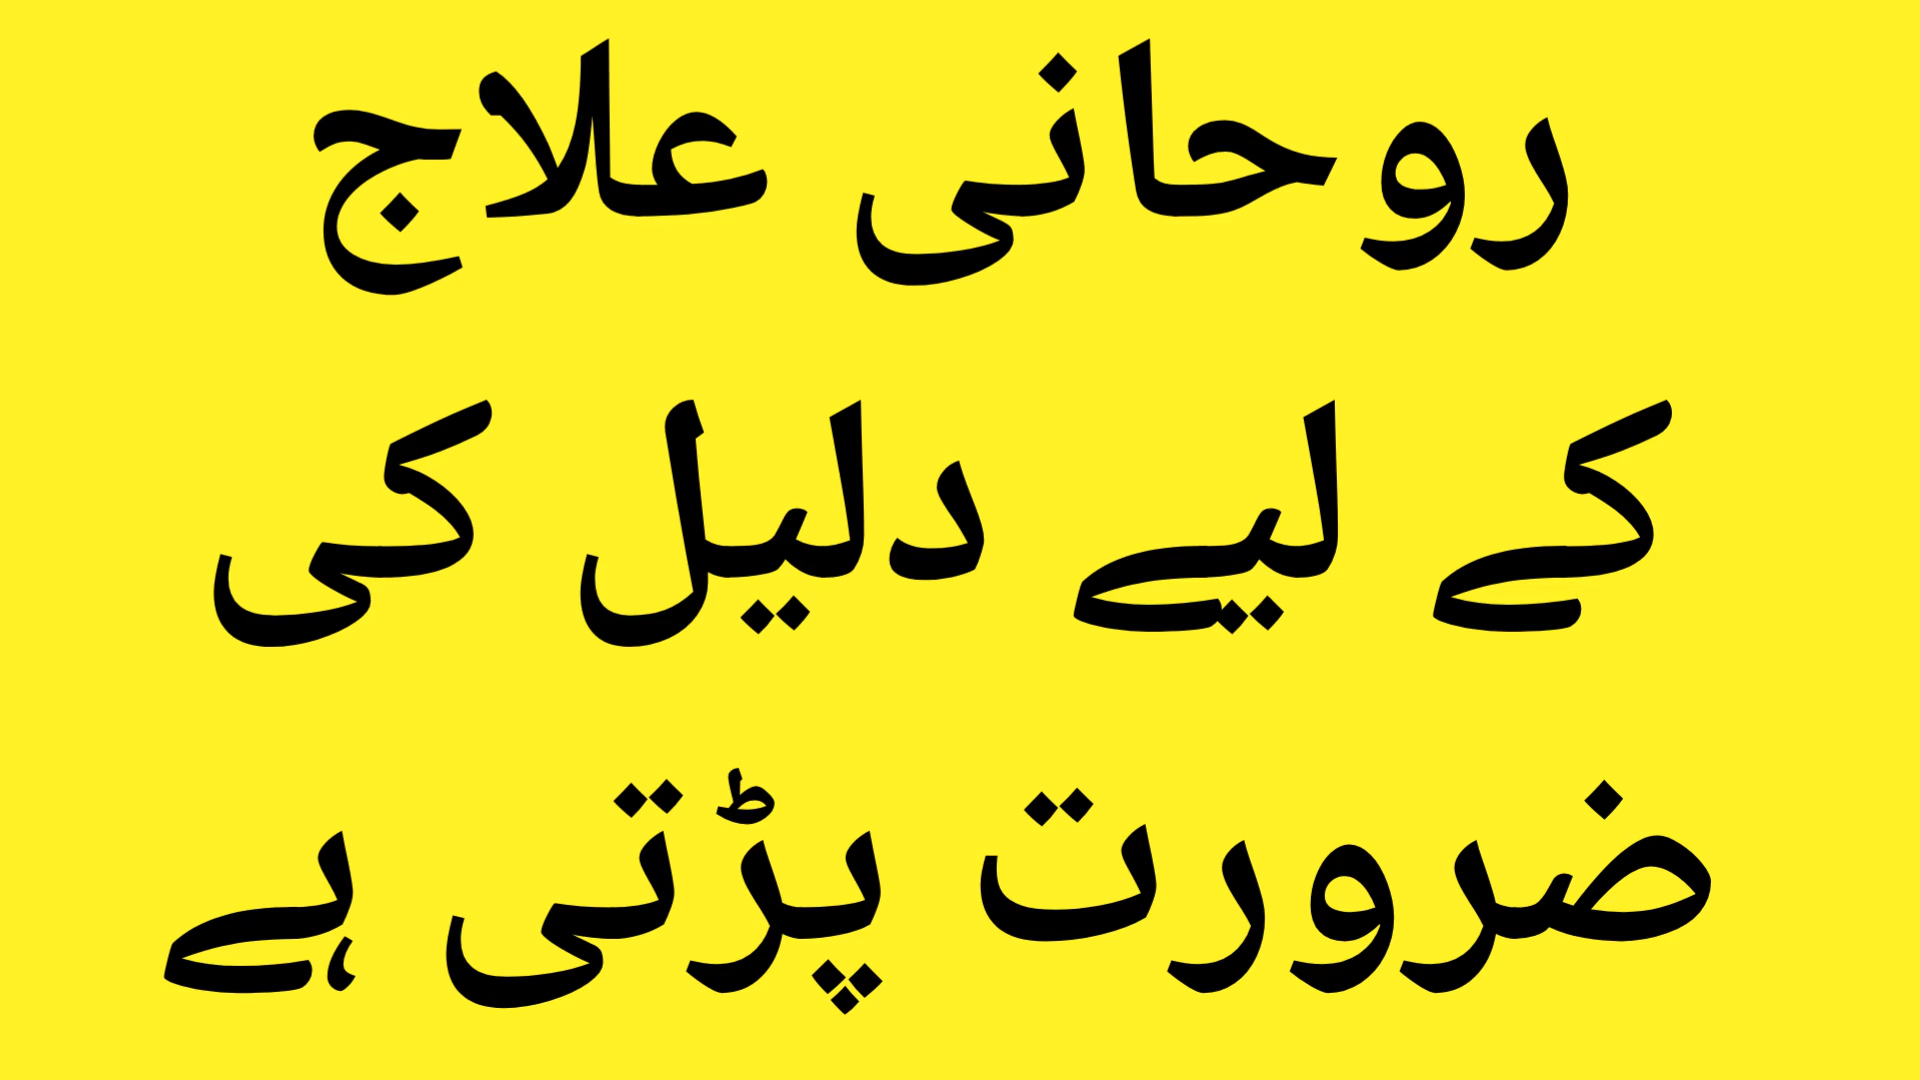 روحانی علاج
کے لیے دلیل کی
ضرورت پڑتی ہے